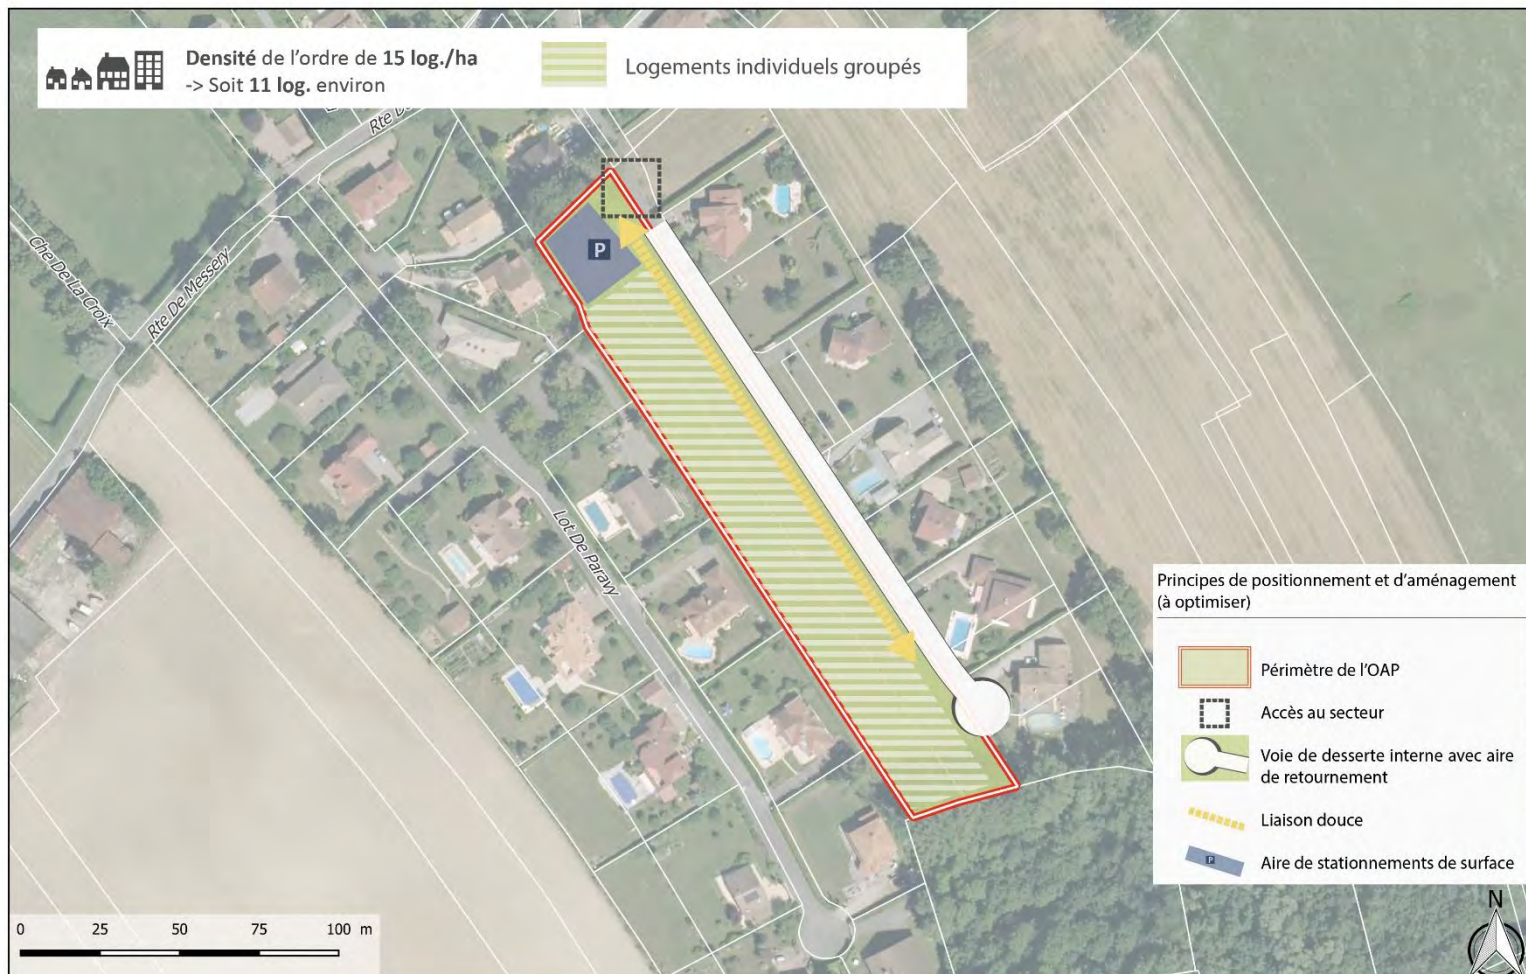 Densité de l'ordre de 15 log./ha
-> Soit 11 log. environ
Logements individuels groupés
Rte De
Che De La Croix
Rte De Messery
P
Lot De Paravy
Principes de positionnement et d'aménagement
(à optimiser)
Périmètre de l'OAP
Accès au secteur
Voie de desserte interne avec aire
de retournement
Liaison douce
P
Aire de stationnements de surface
0 25 50 75 100 m
N